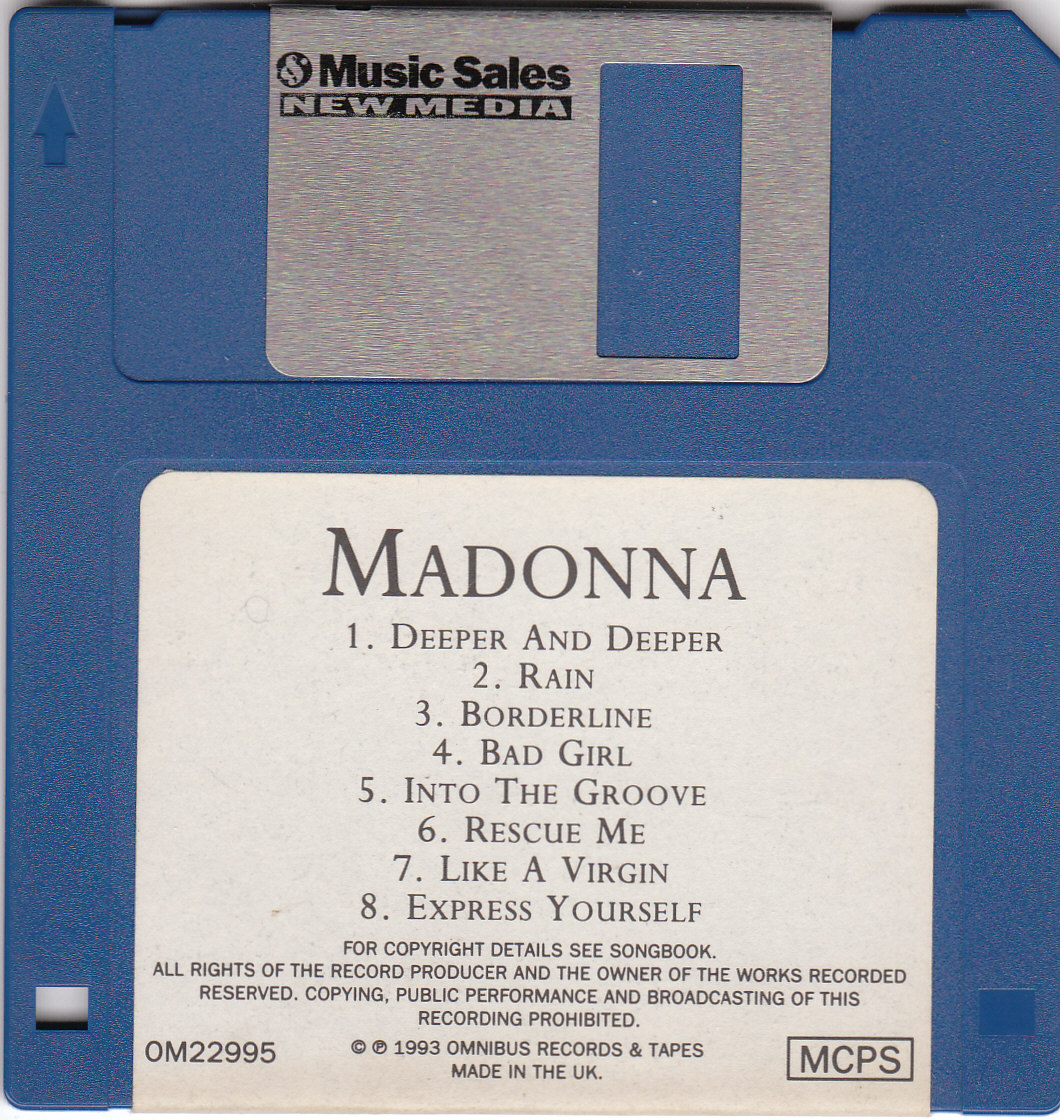 Music Sales
NEW MEDIA
MADONNA
1. DEEPER AND DEEPER
2. RAIN
3. BORDERLINE
4. BAD GIRL
5. INTO THE GROOVE
6. RESCUE ME
7. LIKE A VIRGIN
8. EXPRESS YOURSELF
FOR COPYRIGHT DETAILS SEE SONGBOOK.
ALL RIGHTS OF THE RECORD PRODUCER AND THE OWNER OF THE WORKS RECORDED
RESERVED. COPYING, PUBLIC PERFORMANCE AND BROADCASTING OF THIS
RECORDING PROHIBITED.
OM22995
© ℗ 1993 OMNIBUS RECORDS & TAPES
MADE IN THE UK.
MCPS